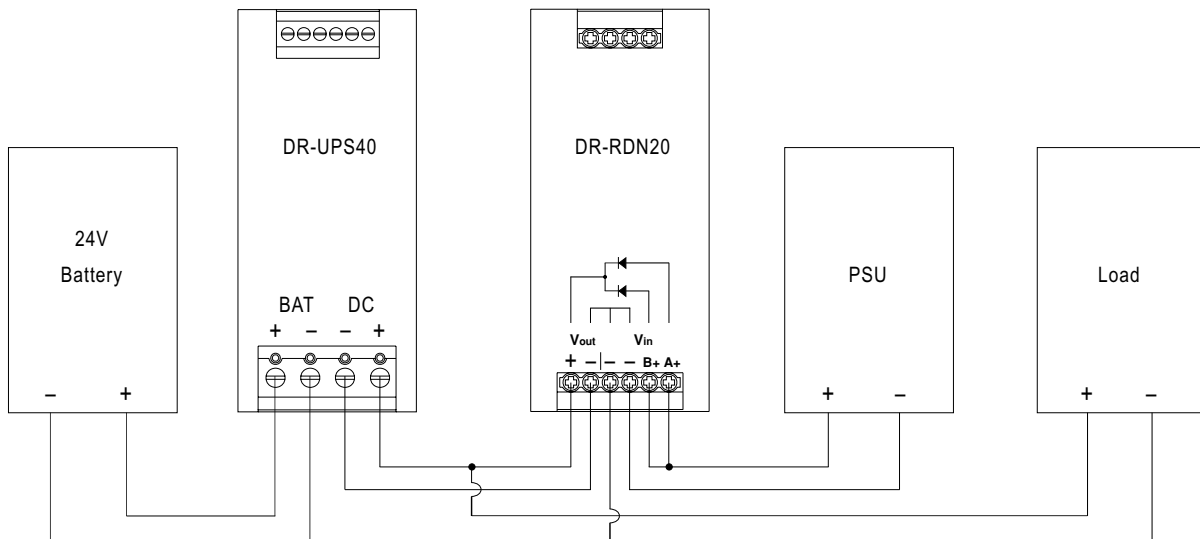 DR-UPS40
DR-RDN20
24V
Battery
PSU
Load
BAT DC
+ − − +
Vout Vin
+ − − − B+ A+
− +
+ −
+ −